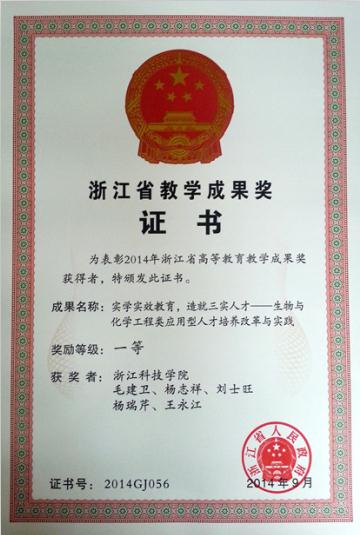 浙江省教学成果奖
证书
为表彰2014年浙江省高等教育教学成果奖
获得者，特颁发此证书。
成果名称：实学实效教育，造就三实人才——生物与
化学工程类应用型人才培养改革与实践
奖励等级：一等
获奖者：浙江科技学院
毛建卫、杨志祥、刘士旺
杨瑞芹、王永江
浙江省人民政府
证书号：2014GJ056
2014年9月